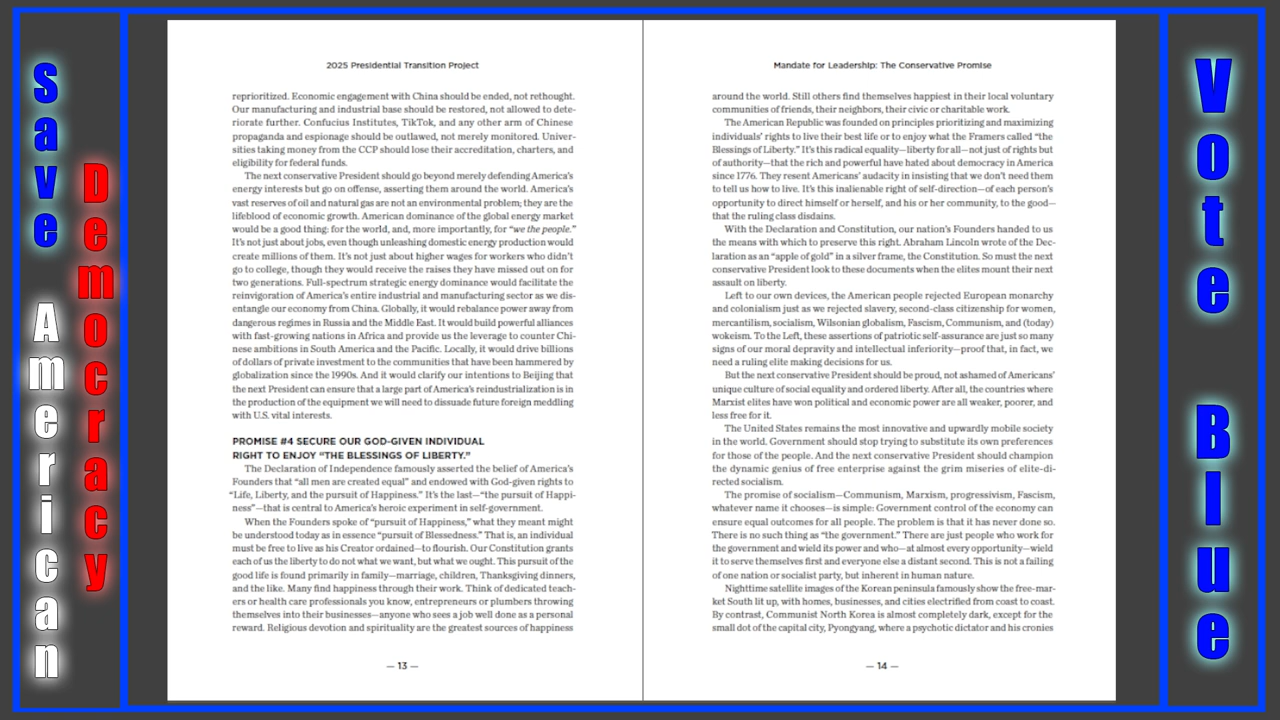 Save American
Democracy
2025 Presidential Transition Project
reprioritized. Economic engagement with China should be ended, not rethought.
Our manufacturing and industrial base should be restored, not allowed to dete-
riorate further. Confucius Institutes, TikTok, and any other arm of Chinese
propaganda and espionage should be outlawed, not merely monitored. Univer-
sities taking money from the CCP should lose their accreditation, charters, and
eligibility for federal funds.
The next conservative President should go beyond merely defending America's
energy interests but go on offense, asserting them around the world. America's
vast reserves of oil and natural gas are not an environmental problem; they are the
lifeblood of economic growth. American dominance of the global energy market
would be a good thing: for the world, and, more importantly, for "we the people."
It's not just about jobs, even though unleashing domestic energy production would
create millions of them. It's not just about higher wages for workers who didn't
go to college, though they would receive the raises they have missed out on for
two generations. Full-spectrum strategic energy dominance would facilitate the
reinvigoration of America's entire industrial and manufacturing sector as we dis-
entangle our economy from China. Globally, it would rebalance power away from
dangerous regimes in Russia and the Middle East. It would build powerful alliances
with fast-growing nations in Africa and provide us the leverage to counter Chi-
nese ambitions in South America and the Pacific. Locally, it would drive billions
of dollars of private investment to the communities that have been hammered by
globalization since the 1990s. And it would clarify our intentions to Beijing that
the next President can ensure that a large part of America's reindustrialization is in
the production of the equipment we will need to dissuade future foreign meddling
with U.S. vital interests.
PROMISE #4 SECURE OUR GOD-GIVEN INDIVIDUAL
RIGHT TO ENJOY "THE BLESSINGS OF LIBERTY."
The Declaration of Independence famously asserted the belief of America's
Founders that "all men are created equal" and endowed with God-given rights to
"Life, Liberty, and the pursuit of Happiness." It's the last—"the pursuit of Happi-
ness"—that is central to America's heroic experiment in self-government.
When the Founders spoke of "pursuit of Happiness," what they meant might
be understood today as in essence "pursuit of Blessedness." That is, an individual
must be free to live as his Creator ordained—to flourish. Our Constitution grants
each of us the liberty to do not what we want, but what we ought. This pursuit of the
good life is found primarily in family—marriage, children, Thanksgiving dinners,
and the like. Many find happiness through their work. Think of dedicated teach-
ers or health care professionals you know, entrepreneurs or plumbers throwing
themselves into their businesses—anyone who sees a job well done as a personal
reward. Religious devotion and spirituality are the greatest sources of happiness
— 13 —
Mandate for Leadership: The Conservative Promise
around the world. Still others find themselves happiest in their local voluntary
communities of friends, their neighbors, their civic or charitable work.
The American Republic was founded on principles prioritizing and maximizing
individuals' rights to live their best life or to enjoy what the Framers called "the
Blessings of Liberty." It's this radical equality—liberty for all—not just of rights but
of authority—that the rich and powerful have hated about democracy in America
since 1776. They resent Americans' audacity in insisting that we don't need them
to tell us how to live. It's this inalienable right of self-direction—of each person's
opportunity to direct himself or herself, and his or her community, to the good—
that the ruling class disdains.
With the Declaration and Constitution, our nation's Founders handed to us
the means with which to preserve this right. Abraham Lincoln wrote of the Dec-
laration as an "apple of gold" in a silver frame, the Constitution. So must the next
conservative President look to these documents when the elites mount their next
assault on liberty.
Left to our own devices, the American people rejected European monarchy
and colonialism just as we rejected slavery, second-class citizenship for women,
mercantilism, socialism, Wilsonian globalism, Fascism, Communism, and (today)
wokeism. To the Left, these assertions of patriotic self-assurance are just so many
signs of our moral depravity and intellectual inferiority—proof that, in fact, we
need a ruling elite making decisions for us.
But the next conservative President should be proud, not ashamed of Americans'
unique culture of social equality and ordered liberty. After all, the countries where
Marxist elites have won political and economic power are all weaker, poorer, and
less free for it.
The United States remains the most innovative and upwardly mobile society
in the world. Government should stop trying to substitute its own preferences
for those of the people. And the next conservative President should champion
the dynamic genius of free enterprise against the grim miseries of elite-di-
rected socialism.
The promise of socialism—Communism, Marxism, progressivism, Fascism,
whatever name it chooses—is simple: Government control of the economy can
ensure equal outcomes for all people. The problem is that it has never done so.
There is no such thing as "the government." There are just people who work for
the government and wield its power and who—at almost every opportunity—wield
it to serve themselves first and everyone else a distant second. This is not a failing
of one nation or socialist party, but inherent in human nature.
Nighttime satellite images of the Korean peninsula famously show the free-mar-
ket South lit up, with homes, businesses, and cities electrified from coast to coast.
By contrast, Communist North Korea is almost completely dark, except for the
small dot of the capital city, Pyongyang, where a psychotic dictator and his cronies
— 14 —
Vote Blue